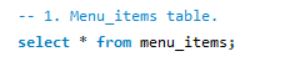 -- 1. Menu_items table.
select * from menu_items;